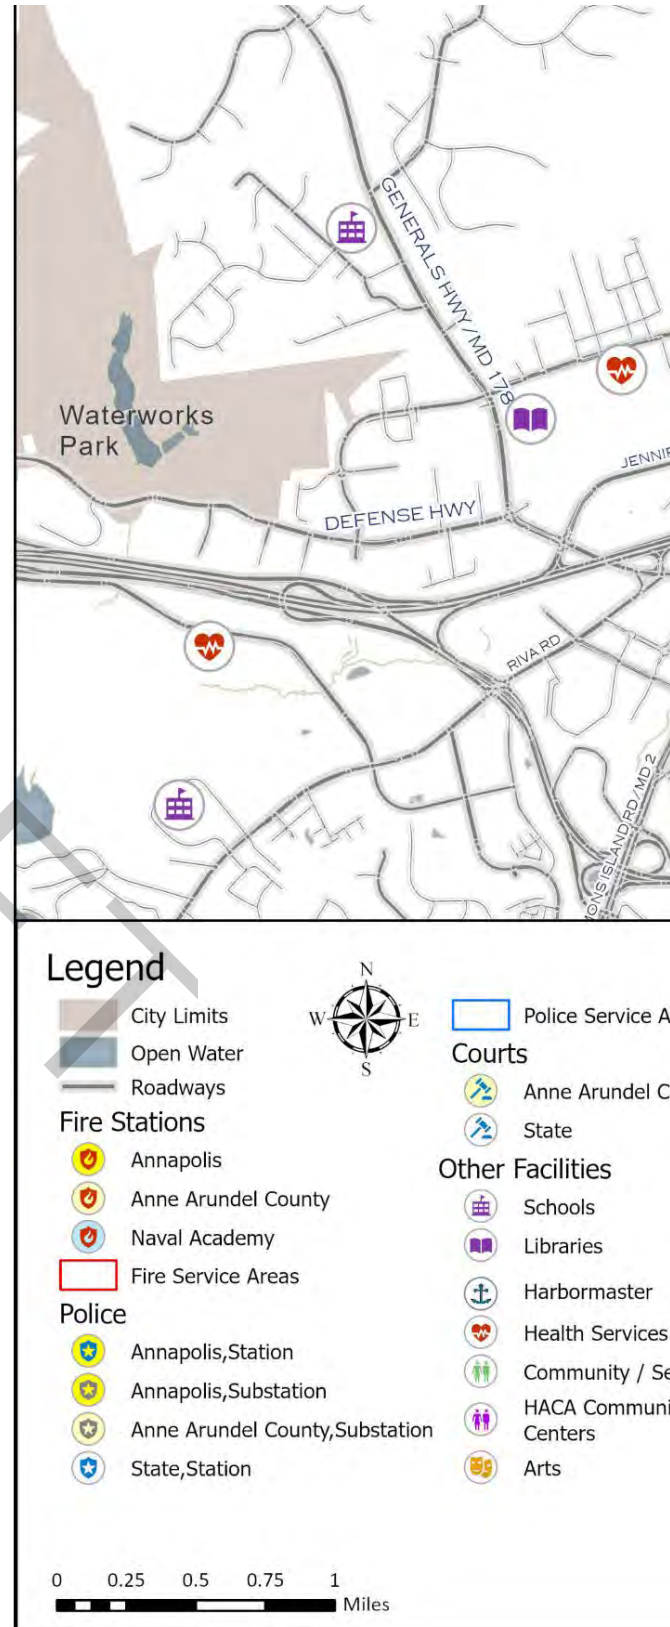 GENERALS HWY / MD 178
Waterworks
Park
DEFENSE HWY
RIVA RD
Legend
City Limits
Open Water
Roadways
Fire Stations
Annapolis
Anne Arundel County
Naval Academy
Fire Service Areas
Police
Annapolis,Station
Annapolis,Substation
Anne Arundel County,Substation
State,Station
N
W E
S
Police Service
Courts
Anne Arundel
State
Other Facilities
Schools
Libraries
Harbormaster
Health Services
Community /
HACA
Centers
Arts
0 0.25 0.5 0.75 1
Miles
ISLAND RD / MD 2